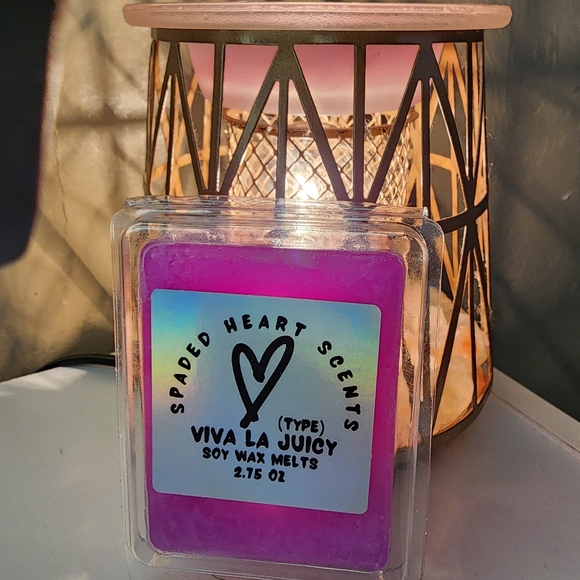 SPADED HEART SCENTS
(TYPE)
VIVA LA JUICY
SOY WAX MELTS
2.75 OZ